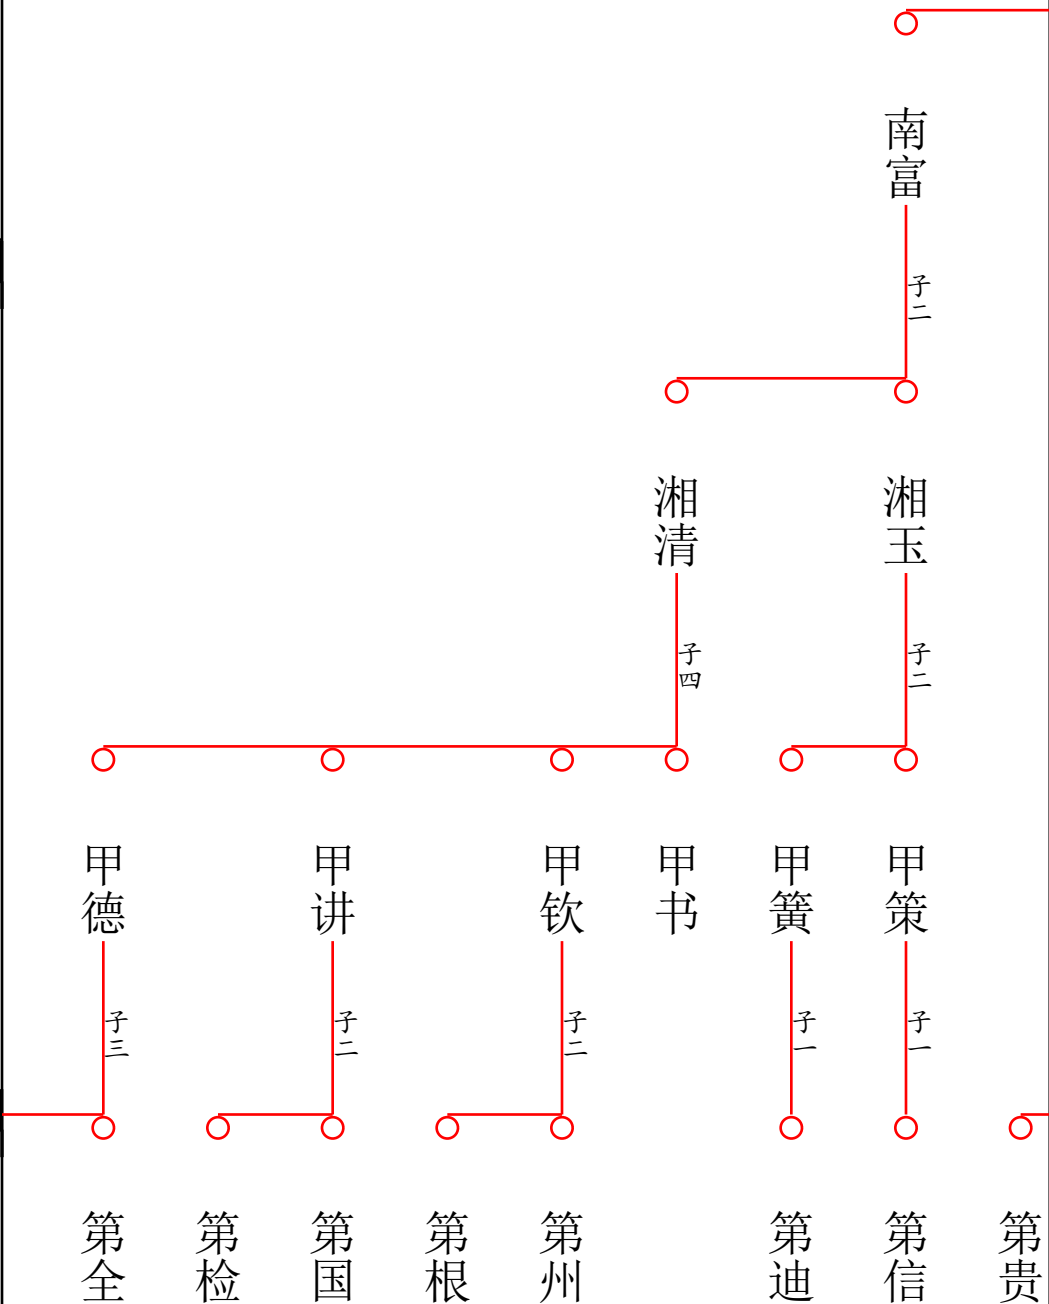 南富
子二
湘玉
湘清
子二
子四
甲策
甲簧
甲书
甲钦
甲讲
甲德
子一
子一
子二
子二
子三
第贵
第信
第迪
第州
第根
第国
第检
第全